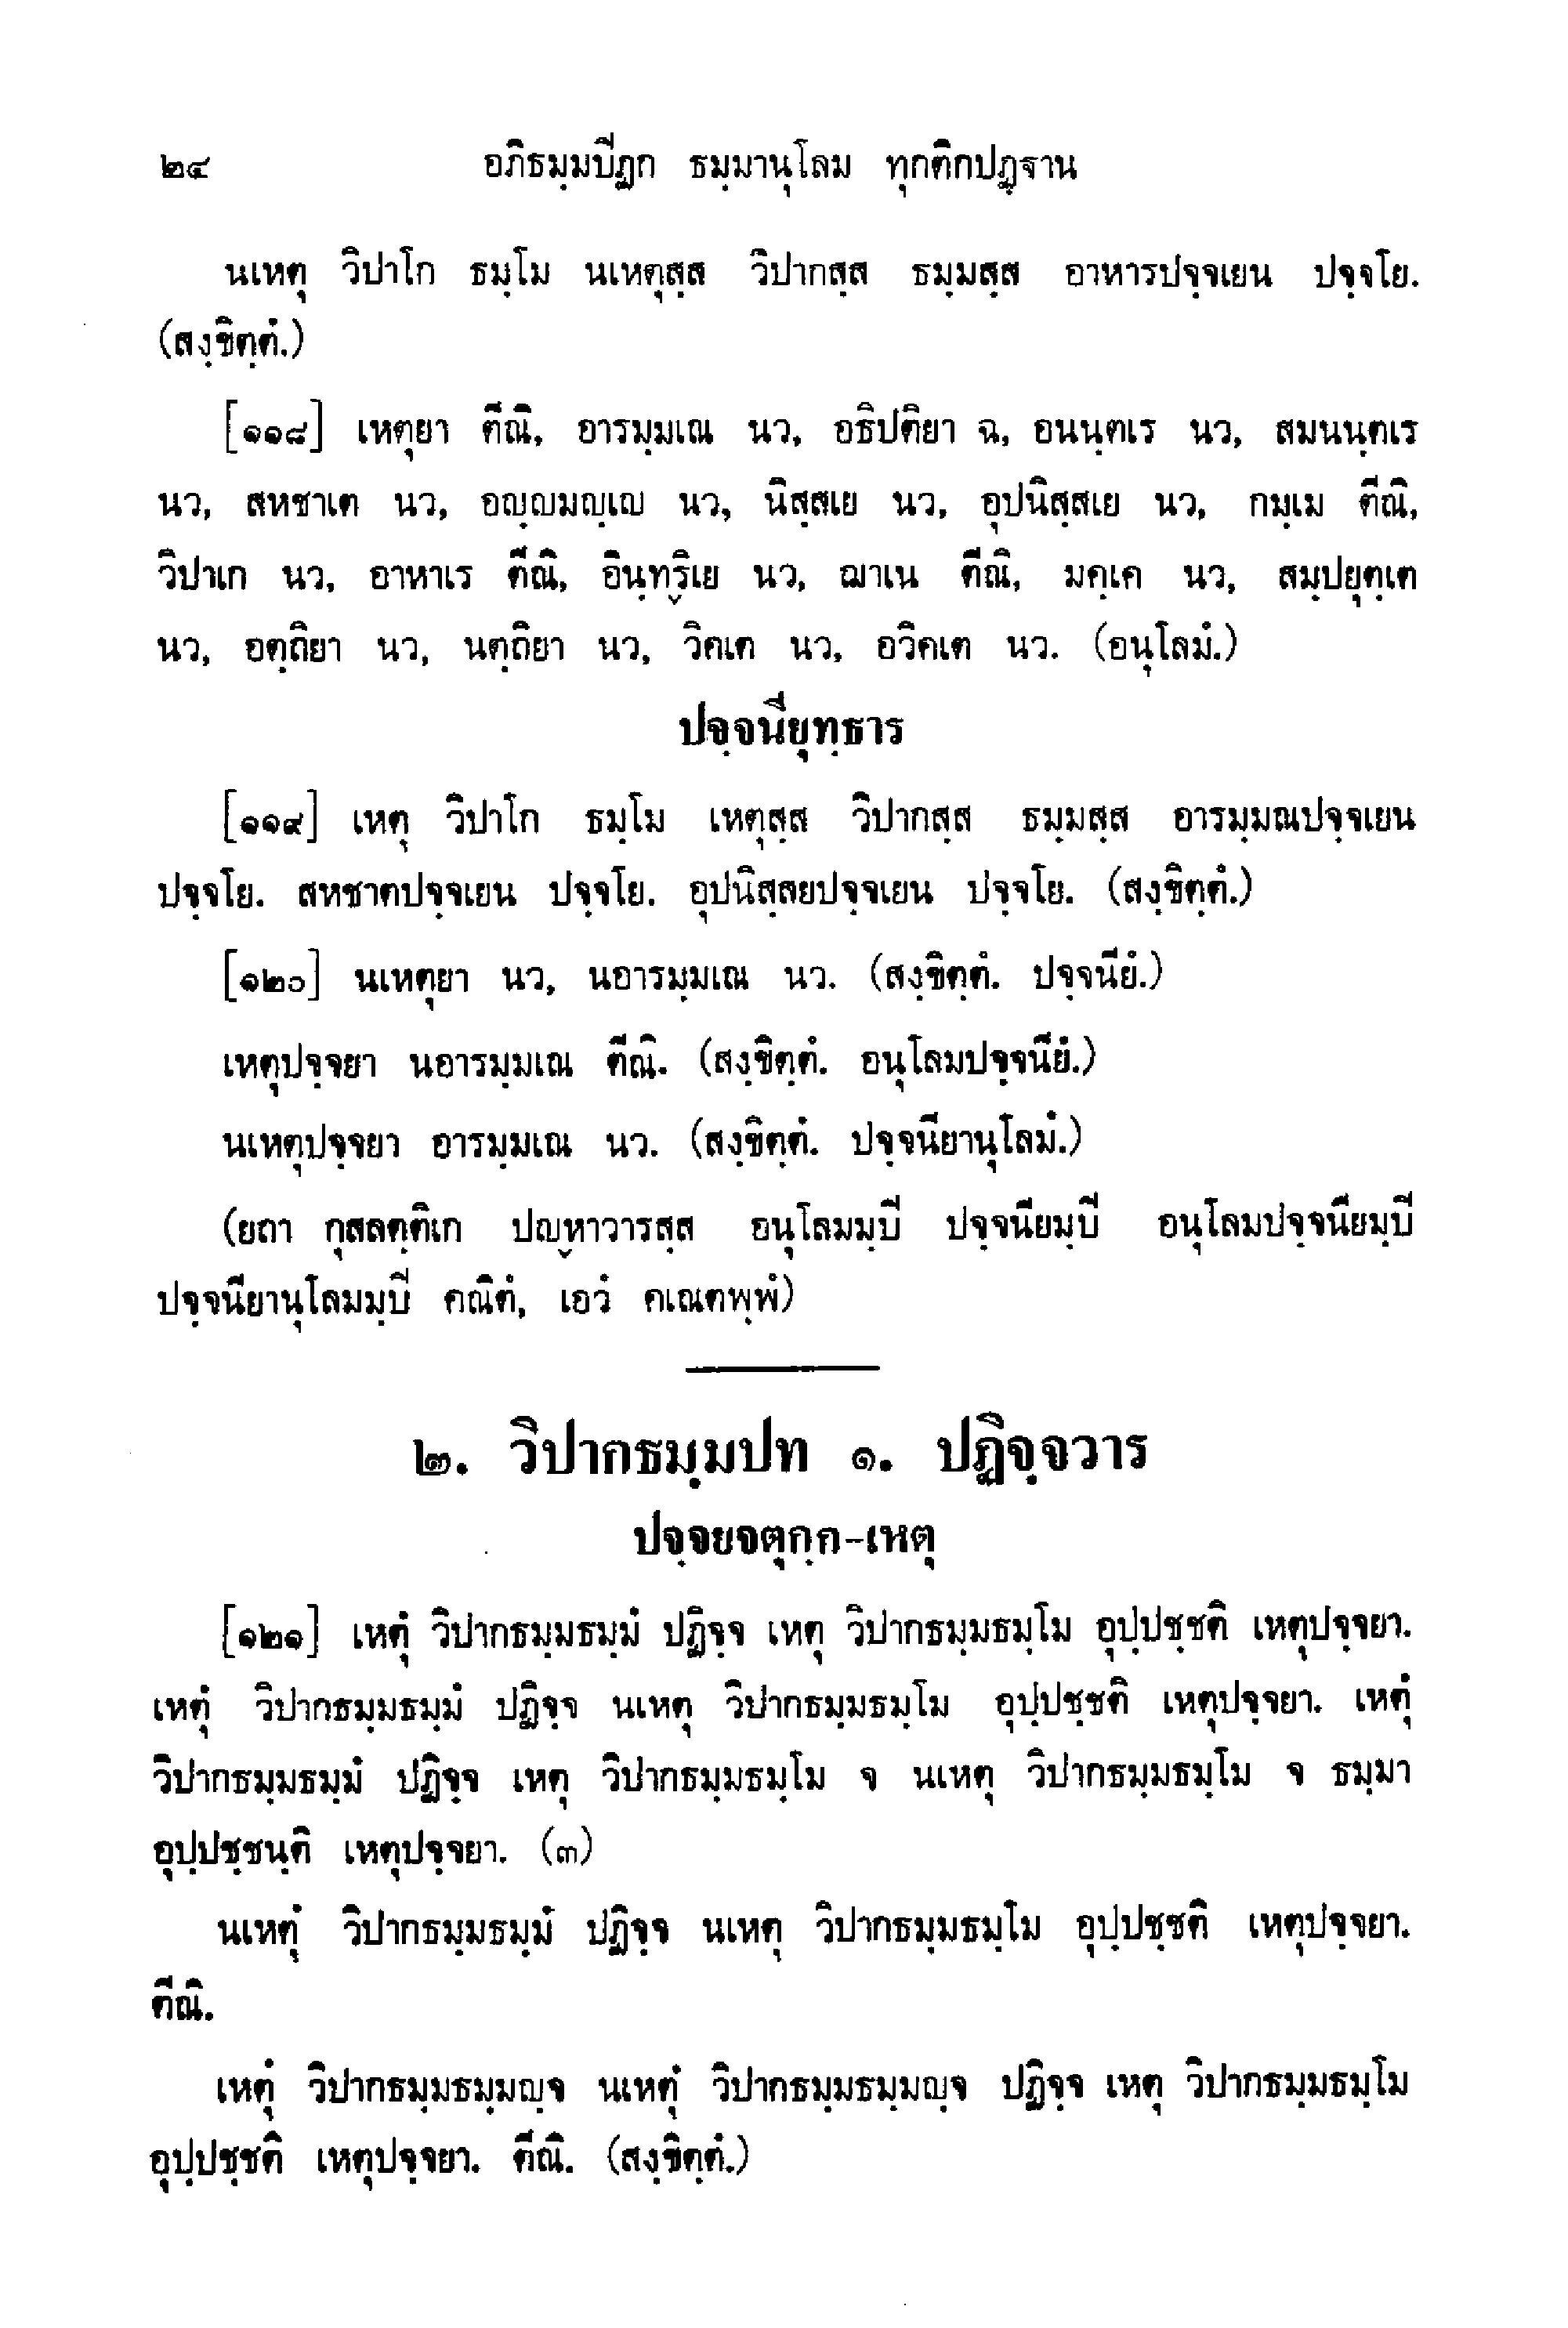 ๒๔ อภิธมฺมปิฏก ธมฺมานุโลม ทุกติกปฏฺฐาน
นเหตุ วิปาโก ธมฺโม นเหตุสฺส วิปากสฺส ธมฺมสฺส อาหารปจฺจเยน ปจฺจโย.
(สงฺขิตฺตํ.)
[๑๑๘] เหตุยา ตีณิ, อารมฺมเณ นว, อธิปติยา ฉ, อนนฺตเร นว, สมนนฺตเร
นว, สหชาเต นว, อญฺญมญฺเญ นว, นิสฺสเย นว, อุปนิสฺสเย นว, กมฺเม ตีณิ,
วิปาเก นว, อาหาเร ตีณิ, อินฺทฺริเย นว, ฌาเน ตีณิ, มคฺเค นว, สมฺปยุตฺเต
นว, อตฺถิยา นว, นตฺถิยา นว, วิคเต นว, อวิคเต นว. (อนุโลมํ.)
ปจฺจนียุทฺธาร
[๑๑๙] เหตุ วิปาโก ธมฺโม เหตุสฺส วิปากสฺส ธมฺมสฺส อารมฺมณปจฺจเยน
ปจฺจโย. สหชาตปจฺจเยน ปจฺจโย. อุปนิสฺสยปจฺจเยน ปจฺจโย. (สงฺขิตฺตํ.)
[๑๒๐] นเหตุยา นว, นอารมฺมเณ นว. (สงฺขิตฺตํ. ปจฺจนียํ.)
เหตุปจฺจยา นอารมฺมเณ ตีณิ. (สงฺขิตฺตํ. อนุโลมปจฺจนียํ.)
นเหตุปจฺจยา อารมฺมเณ นว. (สงฺขิตฺตํ. ปจฺจนียานุโลมํ.)
(ยถา กุสลตฺติเก ปญฺหาวารสฺส อนุโลมมฺปิ ปจฺจนียมฺปิ อนุโลมปจฺจนียมฺปิ
ปจฺจนียานุโลมมฺปิ คณิตํ, เอวํ คเณตพฺพํ)
๒. วิปากธมฺมปท ๑. ปฏิจฺจวาร
ปจฺจยจตุกฺก-เหตุ
[๑๒๑] เหตุํ วิปากธมฺมธมฺมํ ปฏิจฺจ เหตุ วิปากธมฺมธมฺโม อุปฺปชฺชติ เหตุปจฺจยา.
เหตุํ วิปากธมฺมธมฺมํ ปฏิจฺจ นเหตุ วิปากธมฺมธมฺโม อุปฺปชฺชติ เหตุปจฺจยา. เหตุํ
วิปากธมฺมธมฺมํ ปฏิจฺจ เหตุ วิปากธมฺมธมฺโม จ นเหตุ วิปากธมฺมธมฺโม จ ธมฺมา
อุปฺปชฺชนฺติ เหตุปจฺจยา. (๓)
นเหตุํ วิปากธมฺมธมฺมํ ปฏิจฺจ นเหตุ วิปากธมฺมธมฺโม อุปฺปชฺชติ เหตุปจฺจยา.
ตีณิ.
เหตุํ วิปากธมฺมธมฺมญฺจ นเหตุํ วิปากธมฺมธมฺมญฺจ ปฏิจฺจ เหตุ วิปากธมฺมธมฺโม
อุปฺปชฺชติ เหตุปจฺจยา. ตีณิ. (สงฺขิตฺตํ.)